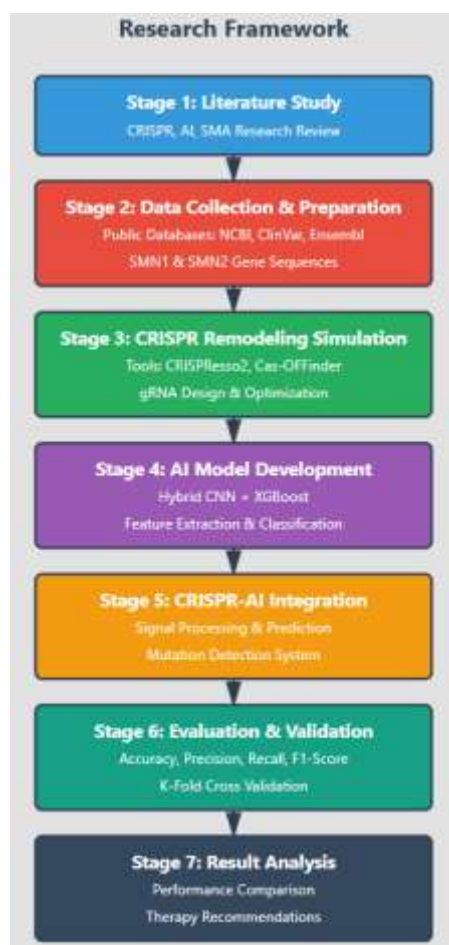 Research Framework
Stage 1: Literature Study
CRISPR, AI, SMA Research Review
Stage 2: Data Collection & Preparation
Public Databases: NCBI, ClinVar, Ensembl
SMN1 & SMN2 Gene Sequences
Stage 3: CRISPR Remodeling Simulation
Tools: CRISPResso2, Cas-OFFinder
gRNA Design & Optimization
Stage 4: AI Model Development
Hybrid CNN + XGBoost
Feature Extraction & Classification
Stage 5: CRISPR-AI Integration
Signal Processing & Prediction
Mutation Detection System
Stage 6: Evaluation & Validation
Accuracy, Precision, Recall, F1-Score
K-Fold Cross Validation
Stage 7: Result Analysis
Performance Comparison
Therapy Recommendations